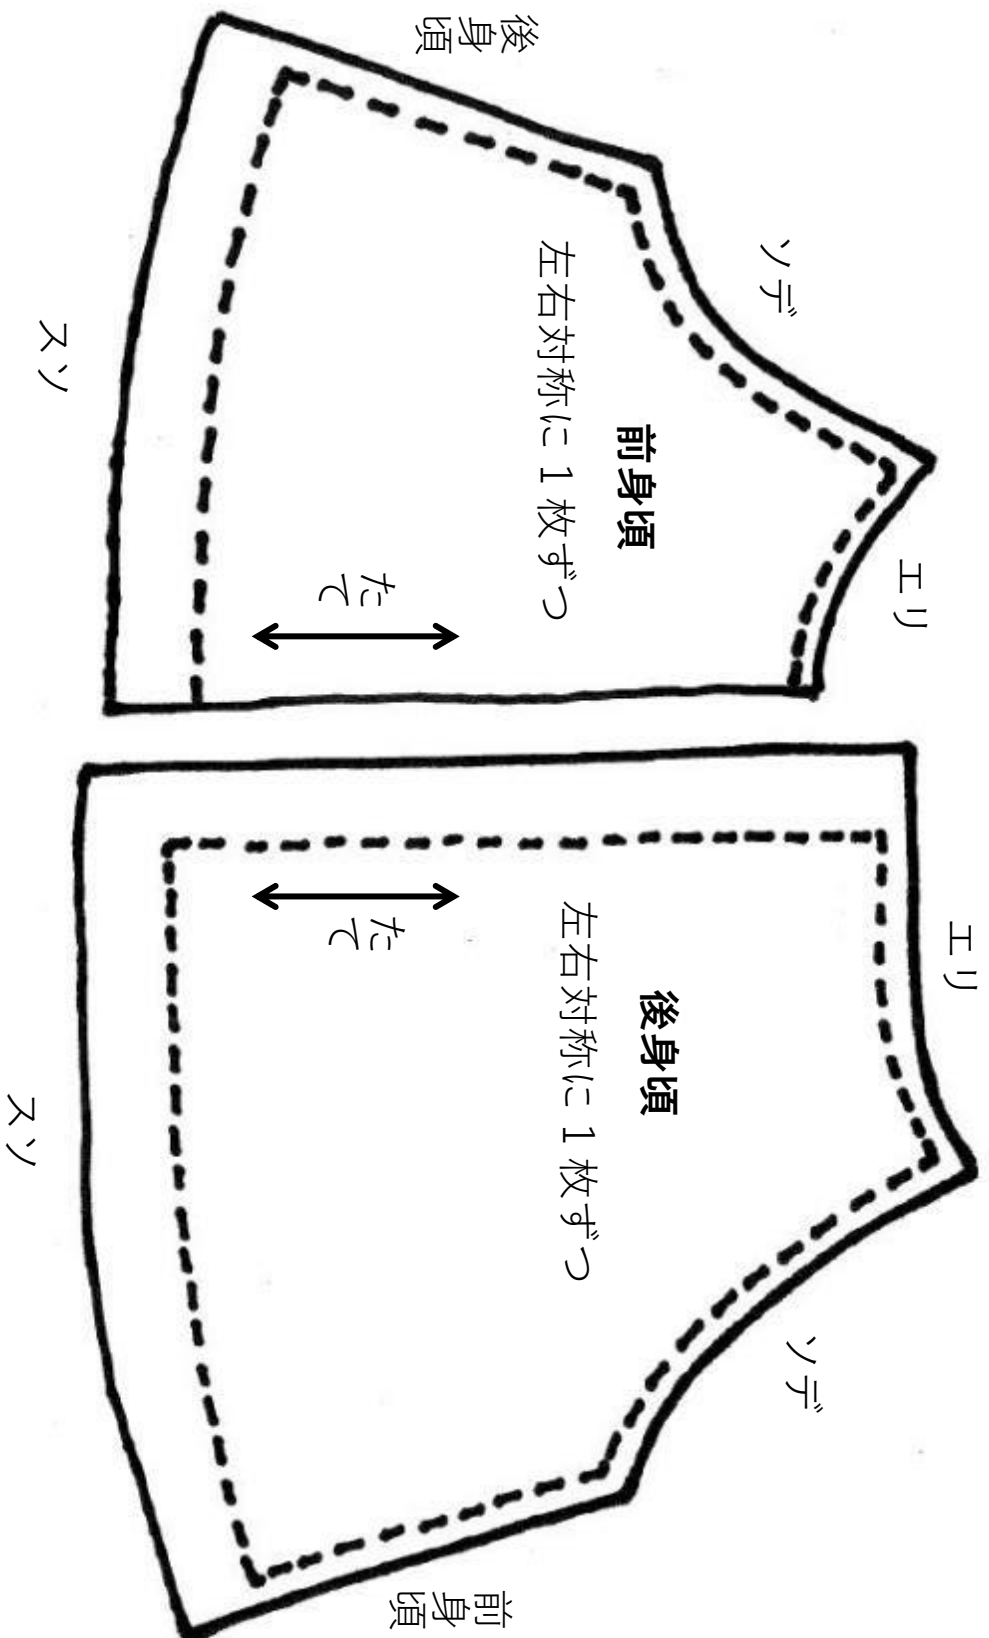 後身頃
ソデ
エリ
スソ
前身頃
左右対称に１枚ずつ
たて
エリ
ソデ
スソ
後身頃
左右対称に１枚ずつ
たて
前身頃